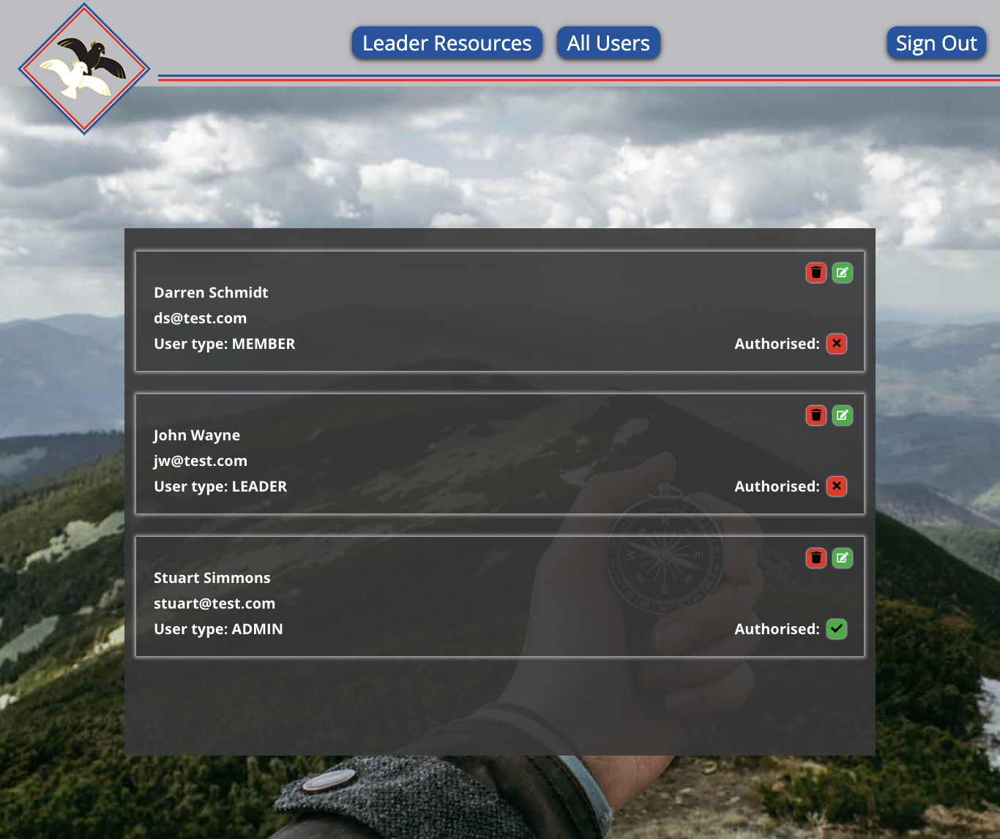 Leader Resources
All Users
Sign Out
Darren Schmidt
ds@test.com
User type: MEMBER
Authorised:
John Wayne
jw@test.com
User type: LEADER
Authorised:
Stuart Simmons
stuart@test.com
User type: ADMIN
Authorised:
N
E
S
W